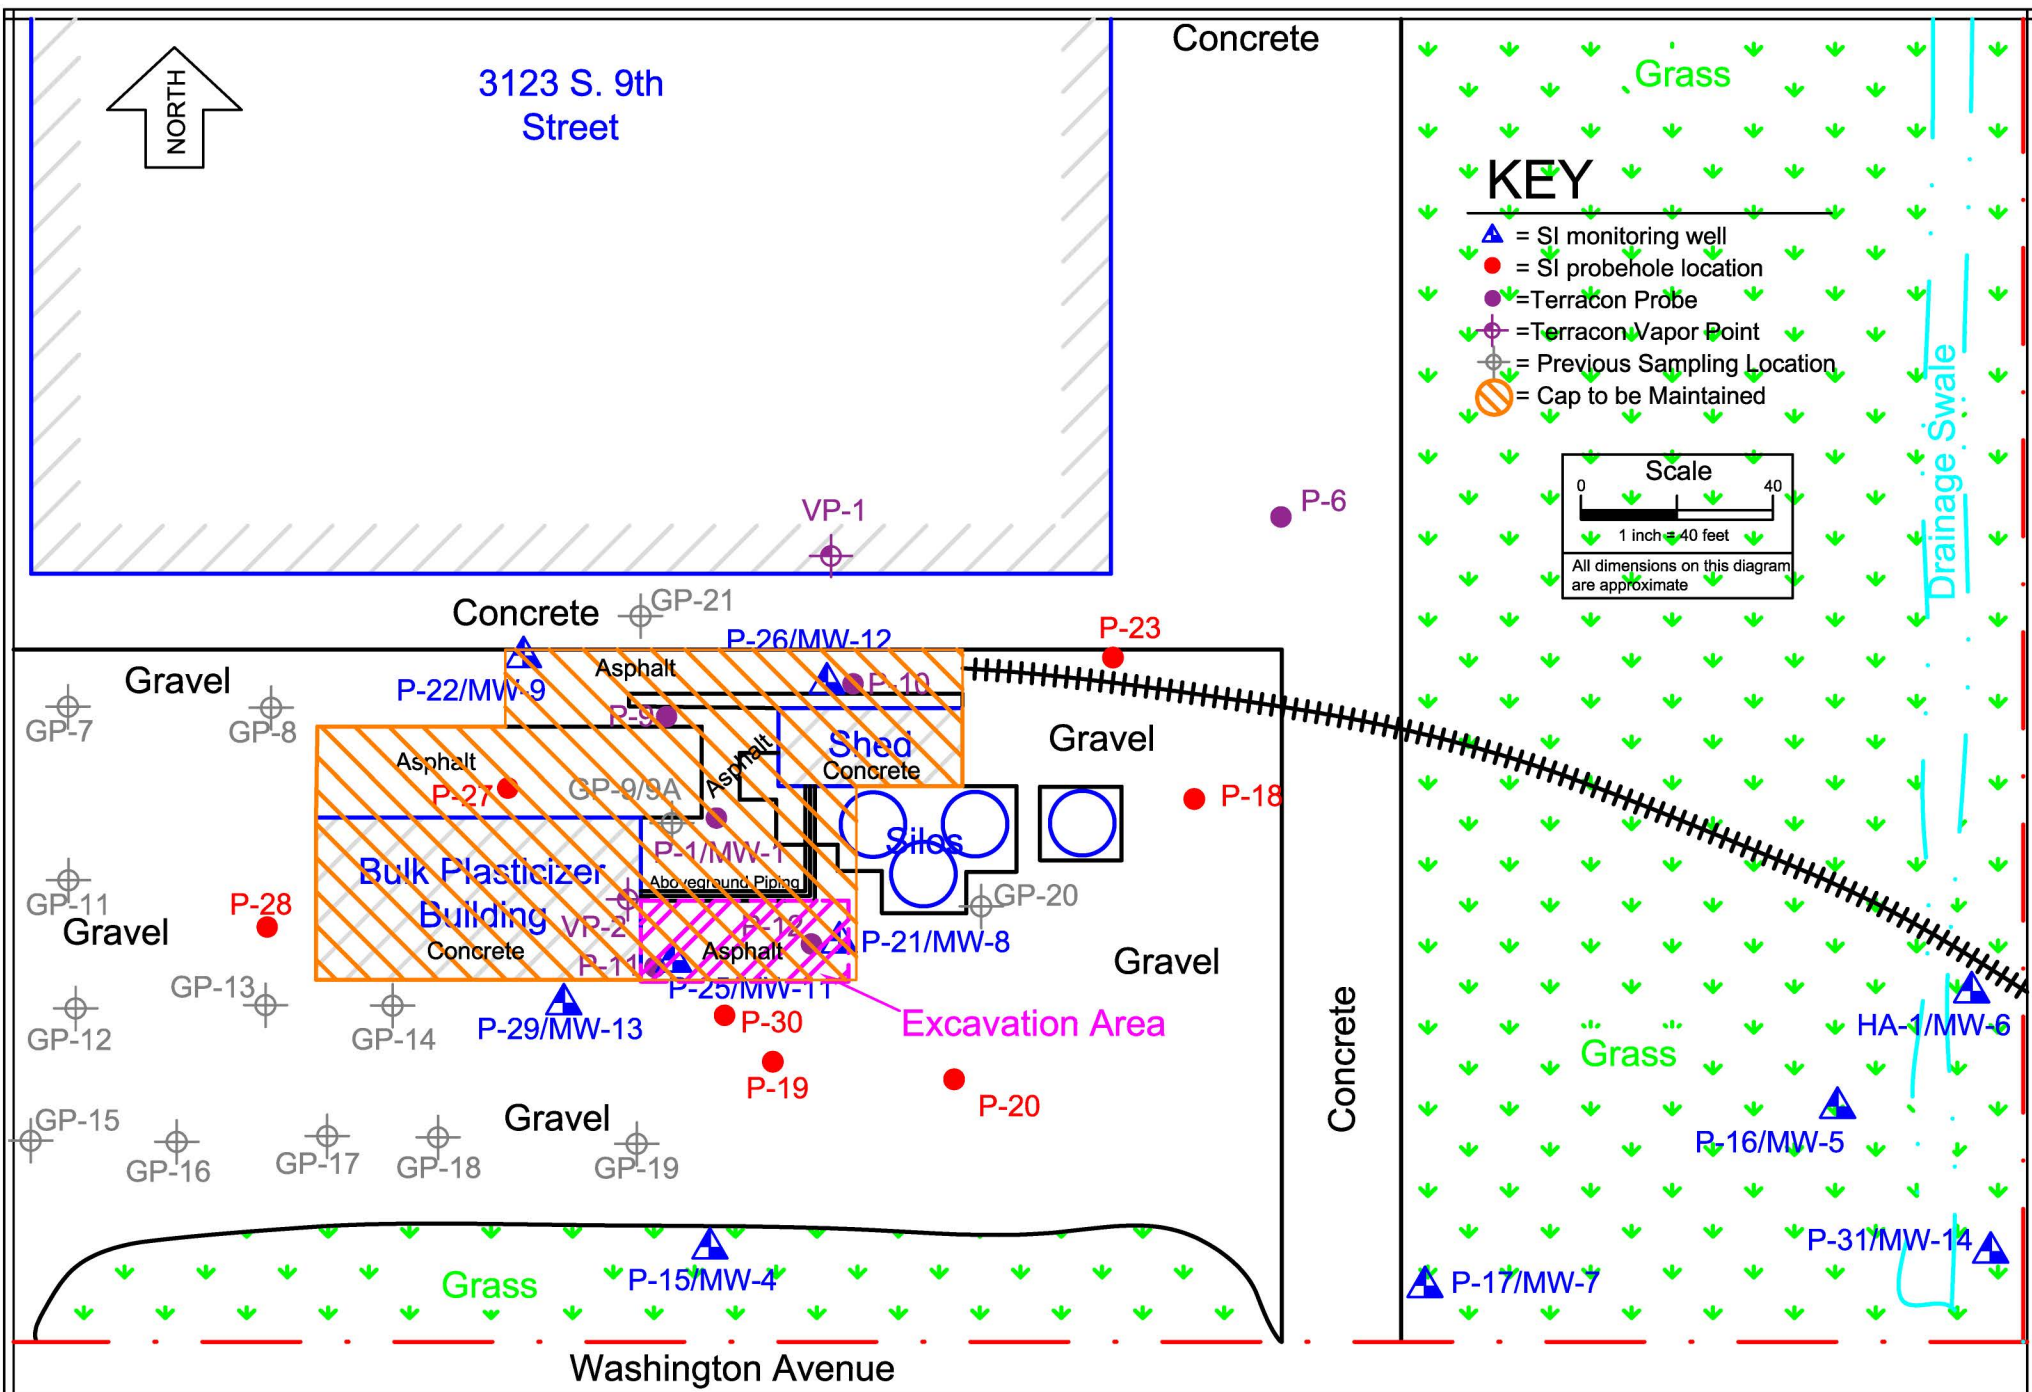 Concrete
3123 S. 9th
Street
NORTH
Grass
KEY
= SI monitoring well
= SI probehole location
=Terracon Probe
=Terracon Vapor Point
= Previous Sampling Location
= Cap to be Maintained
Scale
0
40
1 inch = 40 feet
All dimensions on this diagram
are approximate
Drainage Swale
VP-1
P-6
Concrete
GP-21
P-23
P-26/MW-12
Asphalt
Gravel
P-22/MW-9
P-10
GP-7
GP-8
P-9
Gravel
Shed
Concrete
Asphalt
Asphalt
P-27
GP-9/9A
P-18
Silos
P-1/MW-1
Bulk Plasticizer
Building
Concrete
Aboveground Piping
GP-11
Gravel
P-28
GP-20
VP-2
P-12
P-21/MW-8
Asphalt
P-11
Gravel
P-25/MW-11
GP-13
GP-12
GP-14
P-29/MW-13
P-30
Excavation Area
Concrete
HA-1/MW-6
Grass
P-19
P-20
GP-15
Gravel
P-16/MW-5
GP-16
GP-17
GP-18
GP-19
P-31/MW-14
Grass
P-15/MW-4
P-17/MW-7
Washington Avenue